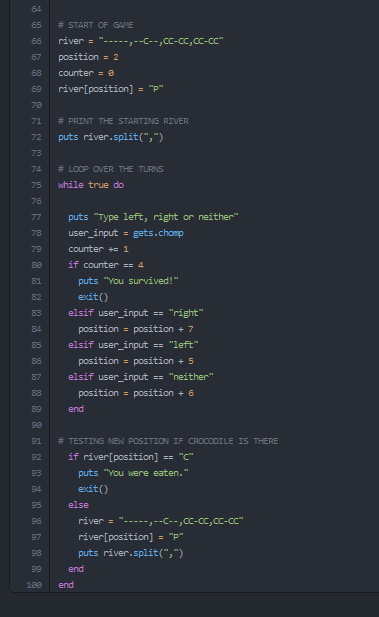 64
65 # START OF GAME
66 river = "-----,--C--,CC-CC,CC-CC"
67 position = 2
68 counter = 0
69 river[position] = "P"
70
71 # PRINT THE STARTING RIVER
72 puts river.split(",")
73
74 # LOOP OVER THE TURNS
75 while true do
76
77   puts "Type left, right or neither"
78   user_input = gets.chomp
79   counter += 1
80   if counter == 4
81     puts "You survived!"
82     exit()
83   elsif user_input == "right"
84     position = position + 7
85   elsif user_input == "left"
86     position = position + 5
87   elsif user_input == "neither"
88     position = position + 6
89   end
90
91 # TESTING NEW POSITION IF CROCODILE IS THERE
92   if river[position] == "C"
93     puts "You were eaten."
94     exit()
95   else
96     river = "-----,--C--,CC-CC,CC-CC"
97     river[position] = "P"
98     puts river.split(",")
99   end
100 end